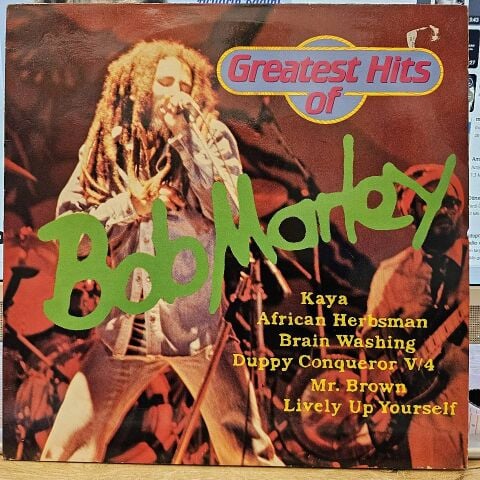 Greatest Hits
of
Bob Marley
Kaya
African Herbsman
Brain Washing
Duppy Conqueror V/4
Mr. Brown
Lively Up Yourself